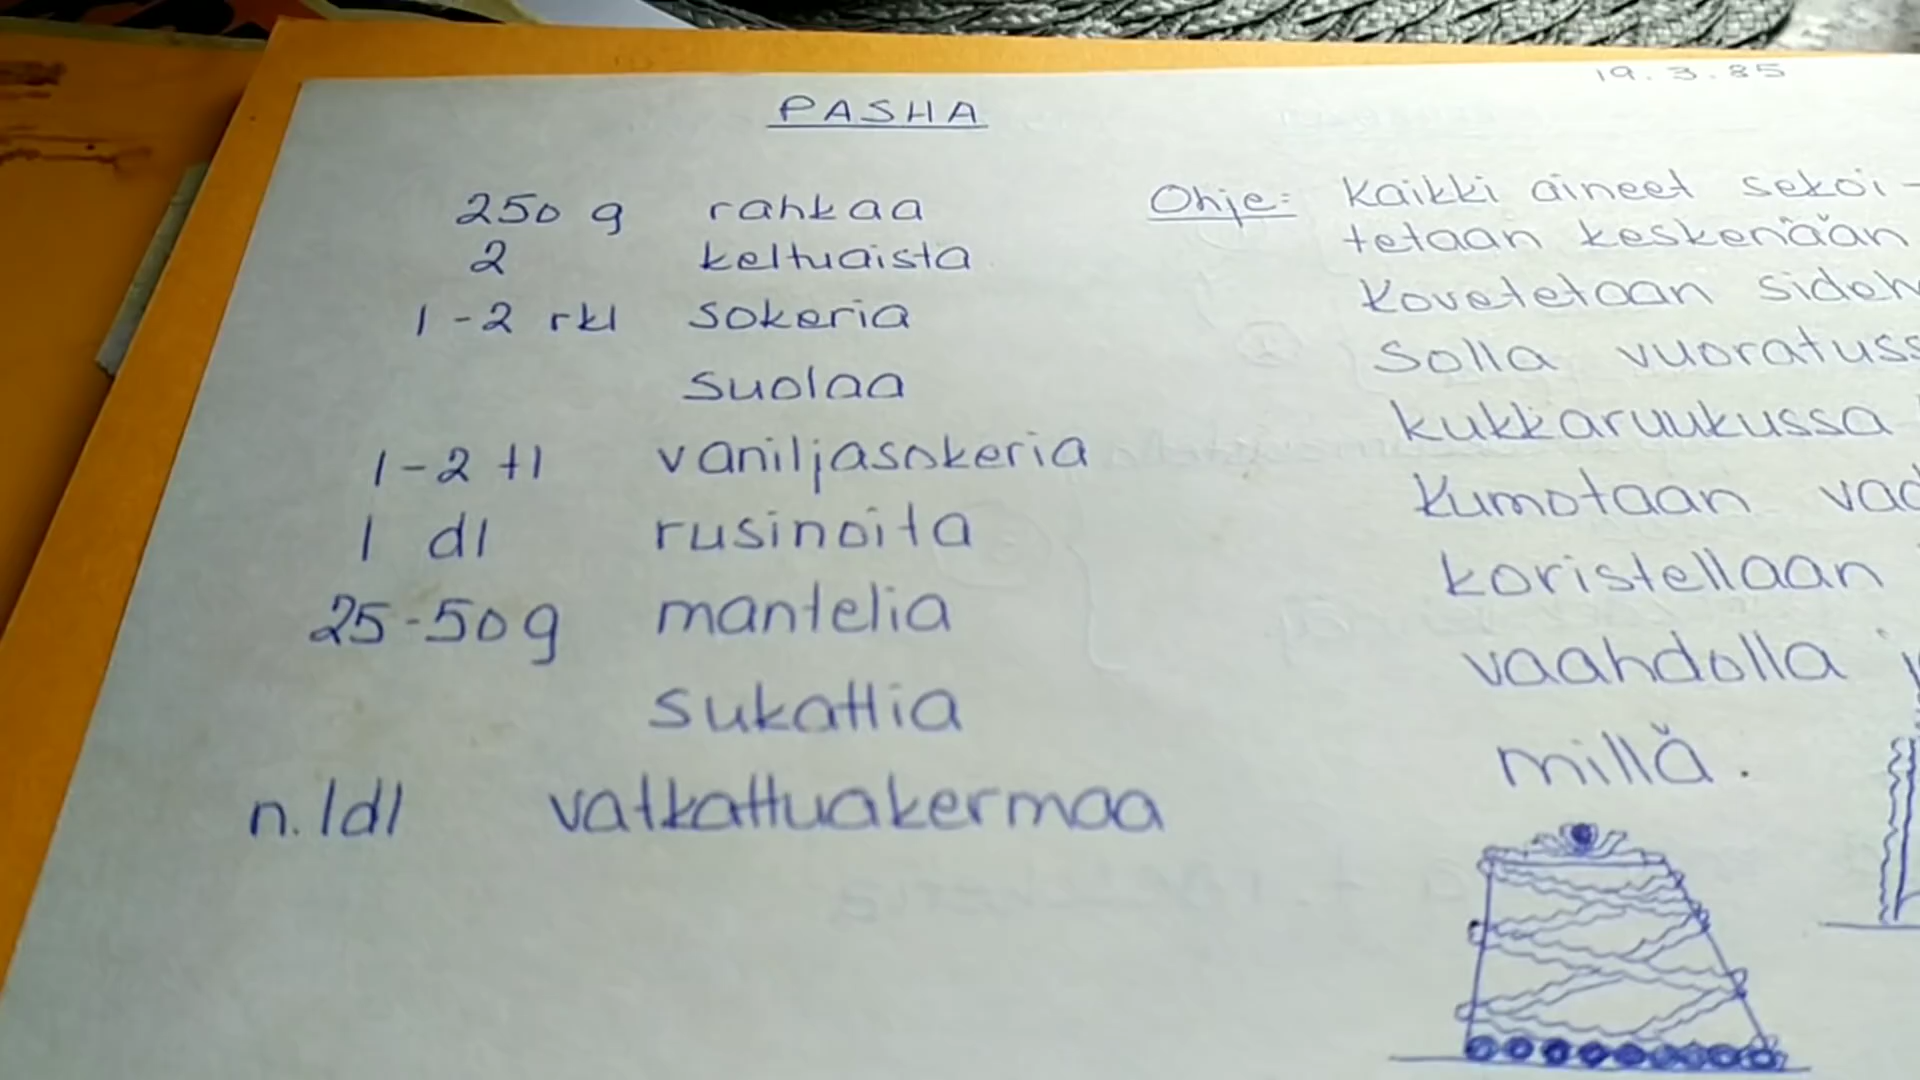 19.3.85
PASHA
250 g rahkaa
2 keltuaista
1-2 rkl sokeria
suolaa
1-2 tl vaniljasokeria
1 dl rusinoita
25-50g mantelia
sukattia
n. 1dl vatkattuakermaa
Ohje: Kaikki aineet sekoi-
tetaan keskenään
Kovetetaan sideh
solla vuoratuss
kukkaruukussa
Kumotaan vad
koristellaan
vaahdolla j
millä.